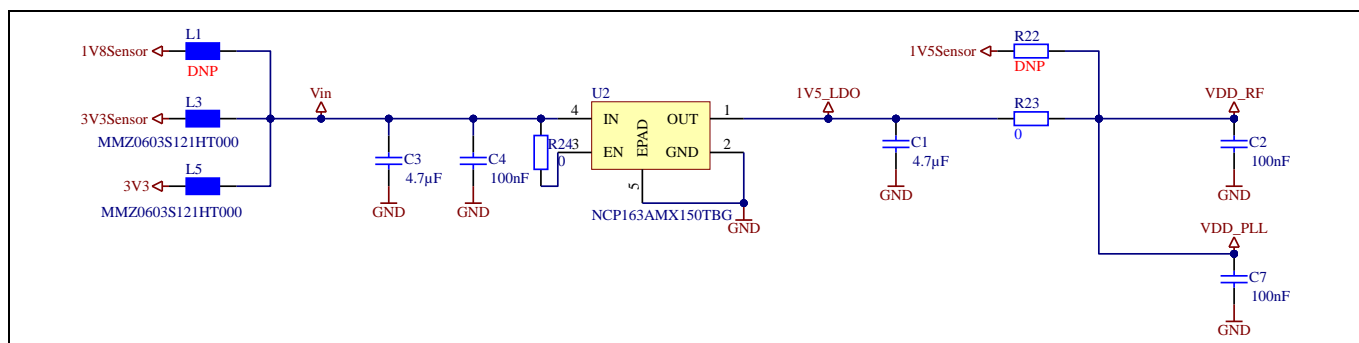 L1
1V8Sensor
DNP
L3
3V3Sensor
MMZ0603S121HT000
L5
3V3
MMZ0603S121HT000
Vin
C3
4.7µF
GND
C4
100nF
GND
R24
0
U2
4
IN
OUT
1
3
EN
EPAD
GND
2
5
NCP163AMX150TBG
GND
1V5_LDO
C1
4.7µF
GND
R22
1V5Sensor
DNP
R23
0
VDD_RF
C2
100nF
GND
VDD_PLL
C7
100nF
GND